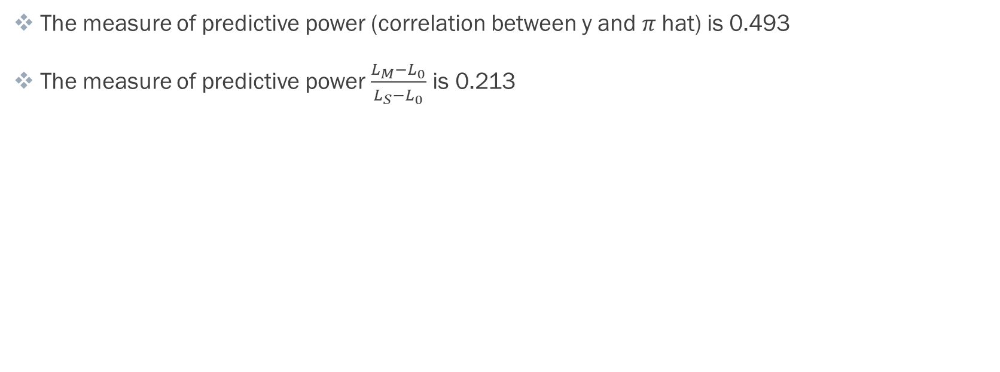 ❖ The measure of predictive power (correlation between y and π hat) is 0.493
❖ The measure of predictive power \frac{L_M-L_0}{L_S-L_0} is 0.213